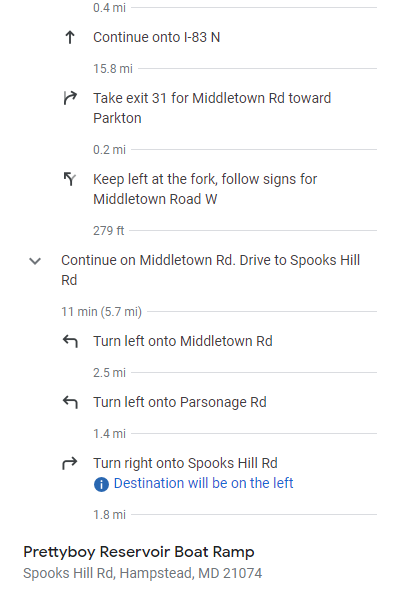 0.4 mi
Continue onto I-83 N
15.8 mi
Take exit 31 for Middletown Rd toward
Parkton
0.2 mi
Keep left at the fork, follow signs for
Middletown Road W
279 ft
Continue on Middletown Rd. Drive to Spooks Hill
Rd
11 min (5.7 mi)
Turn left onto Middletown Rd
2.5 mi
Turn left onto Parsonage Rd
1.4 mi
Turn right onto Spooks Hill Rd
Destination will be on the left
1.8 mi
Prettyboy Reservoir Boat Ramp
Spooks Hill Rd, Hampstead, MD 21074